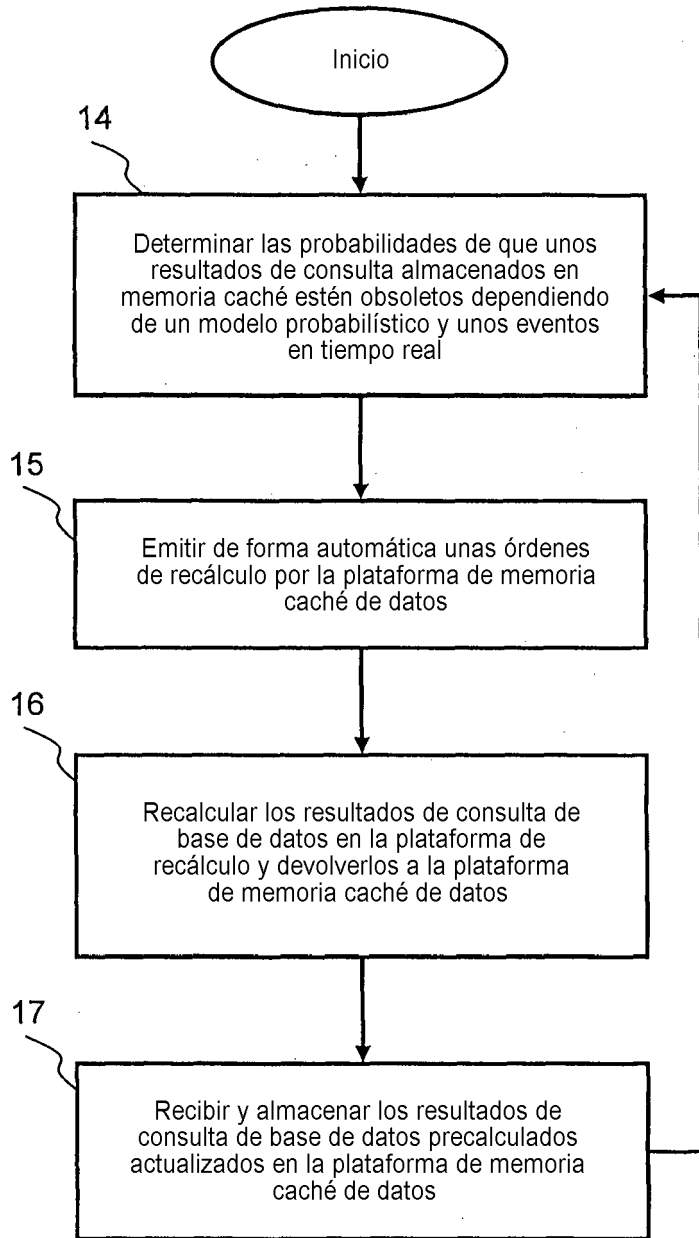 Inicio
14
Determinar las probabilidades de que unos
resultados de consulta almacenados en
memoria caché estén obsoletos dependiendo
de un modelo probabilístico y unos eventos
en tiempo real
15
Emitir de forma automática unas órdenes
de recálculo por la plataforma de memoria
caché de datos
16
Recalcular los resultados de consulta de
base de datos en la plataforma de
recálculo y devolverlos a la plataforma
de memoria caché de datos
17
Recibir y almacenar los resultados de
consulta de base de datos precalculados
actualizados en la plataforma de memoria
caché de datos